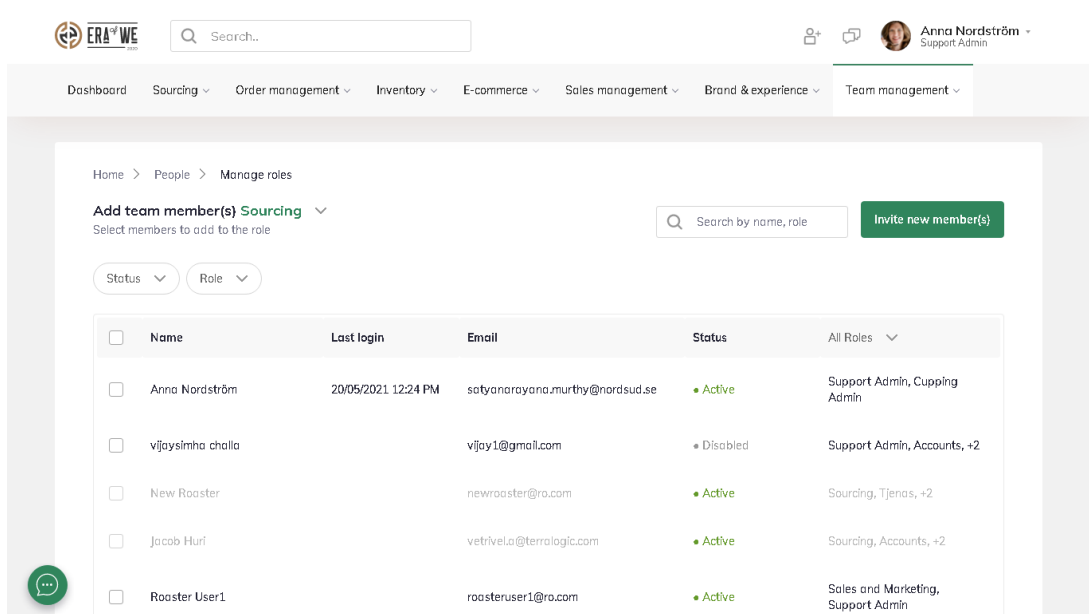 ERA OF WE
Search..
Anna Nordström
Support Admin
Dashboard Sourcing Order management Inventory E-commerce Sales management Brand & experience Team management
Home > People > Manage roles
Add team member(s) Sourcing
Select members to add to the role
Search by name, role
Invite new member(s)
Status Role
Name Last login Email Status All Roles
Anna Nordström 20/05/2021 12:24 PM satyanarayana.murthy@nordsud.se Active Support Admin, Cupping
Admin
vijaysimha challa vijay1@gmail.com Disabled Support Admin, Accounts, +2
New Roaster newroaster@ro.com Active Sourcing, Tjenas, +2
Jacob Huri vetrivel.o@terralogic.com Active Sourcing, Accounts, +2
Roaster User1 roasteruser1@ro.com Active Sales and Marketing,
Support Admin